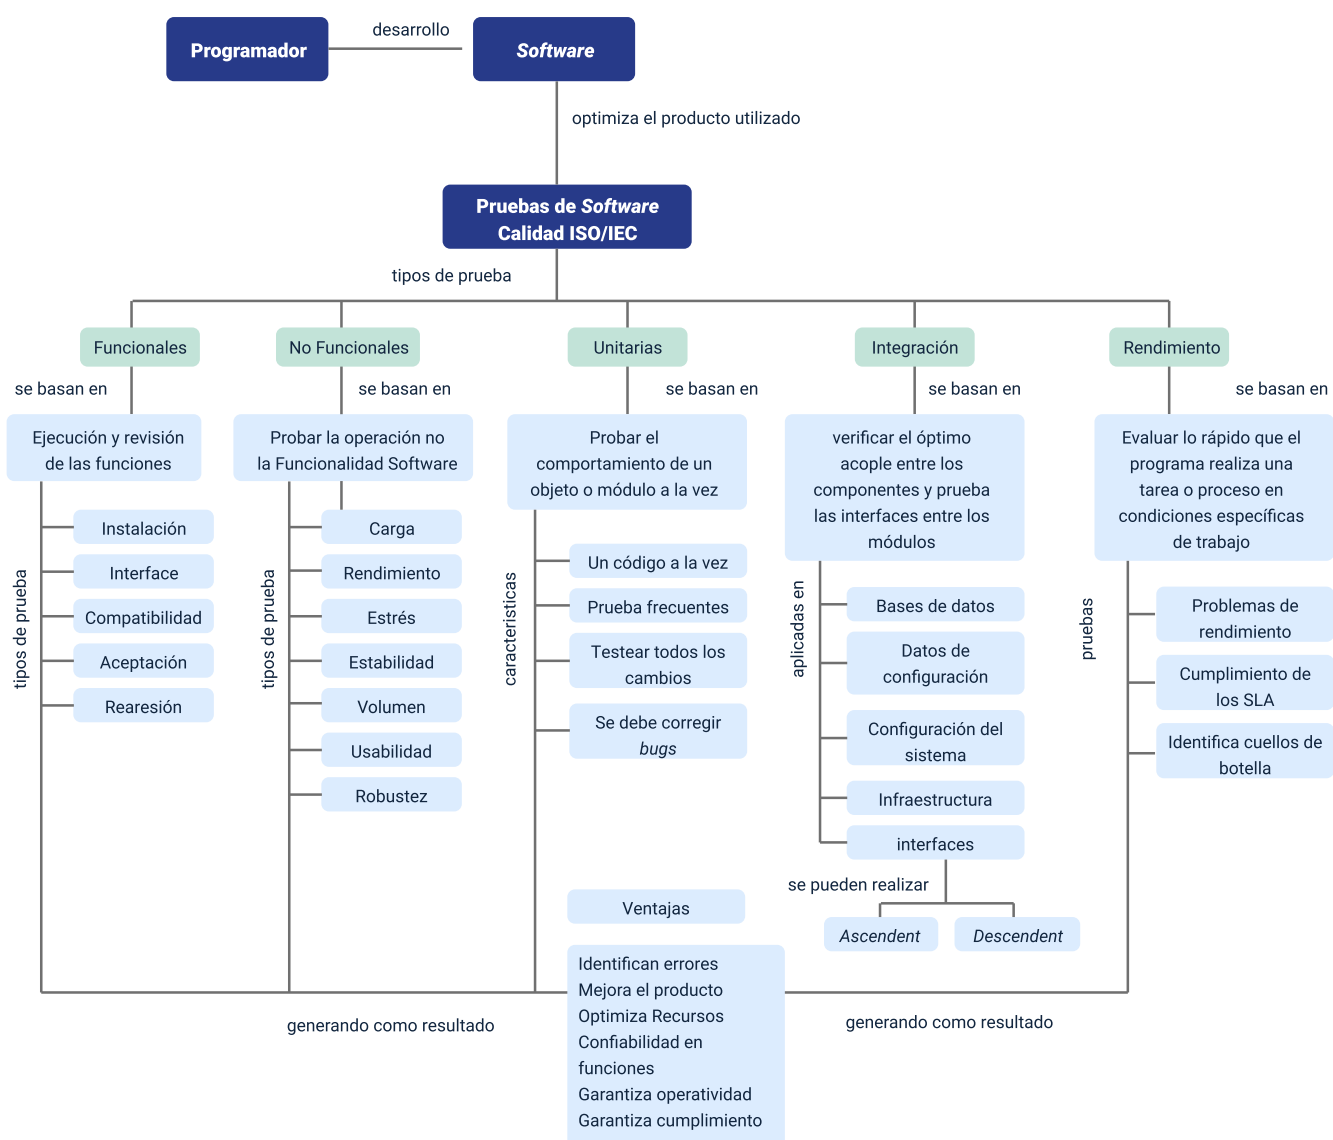 Programador
desarrollo
Software
optimiza el producto utilizado
Pruebas de Software
Calidad ISO/IEC
tipos de prueba
Funcionales
No Funcionales
Unitarias
Integración
Rendimiento
se basan en
se basan en
se basan en
se basan en
se basan en
Ejecución y revisión
de las funciones
tipos de prueba
Instalación
Interface
Compatibilidad
Aceptación
Rearesión
Probar la operación no
la Funcionalidad Software
tipos de prueba
Carga
Rendimiento
Estrés
Estabilidad
Volumen
Usabilidad
Robustez
Probar el
comportamiento de un
objeto o módulo a la vez
caracteristicas
Un código a la vez
Prueba frecuentes
Testear todos los
cambios
Se debe corregir
bugs
verificar el óptimo
acople entre los
componentes y prueba
las interfaces entre los
módulos
aplicadas en
Bases de datos
Datos de
configuración
Configuración del
sistema
Infraestructura
interfaces
se pueden realizar
Ascendent
Descendent
Evaluar lo rápido que el
programa realiza una
tarea o proceso en
condiciones específicas
de trabajo
pruebas
Problemas de
rendimiento
Cumplimiento de
los SLA
Identifica cuellos de
botella
generando como resultado
generando como resultado
Ventajas
Identifican errores
Mejora el producto
Optimiza Recursos
Confiabilidad en
funciones
Garantiza operatividad
Garantiza cumplimiento